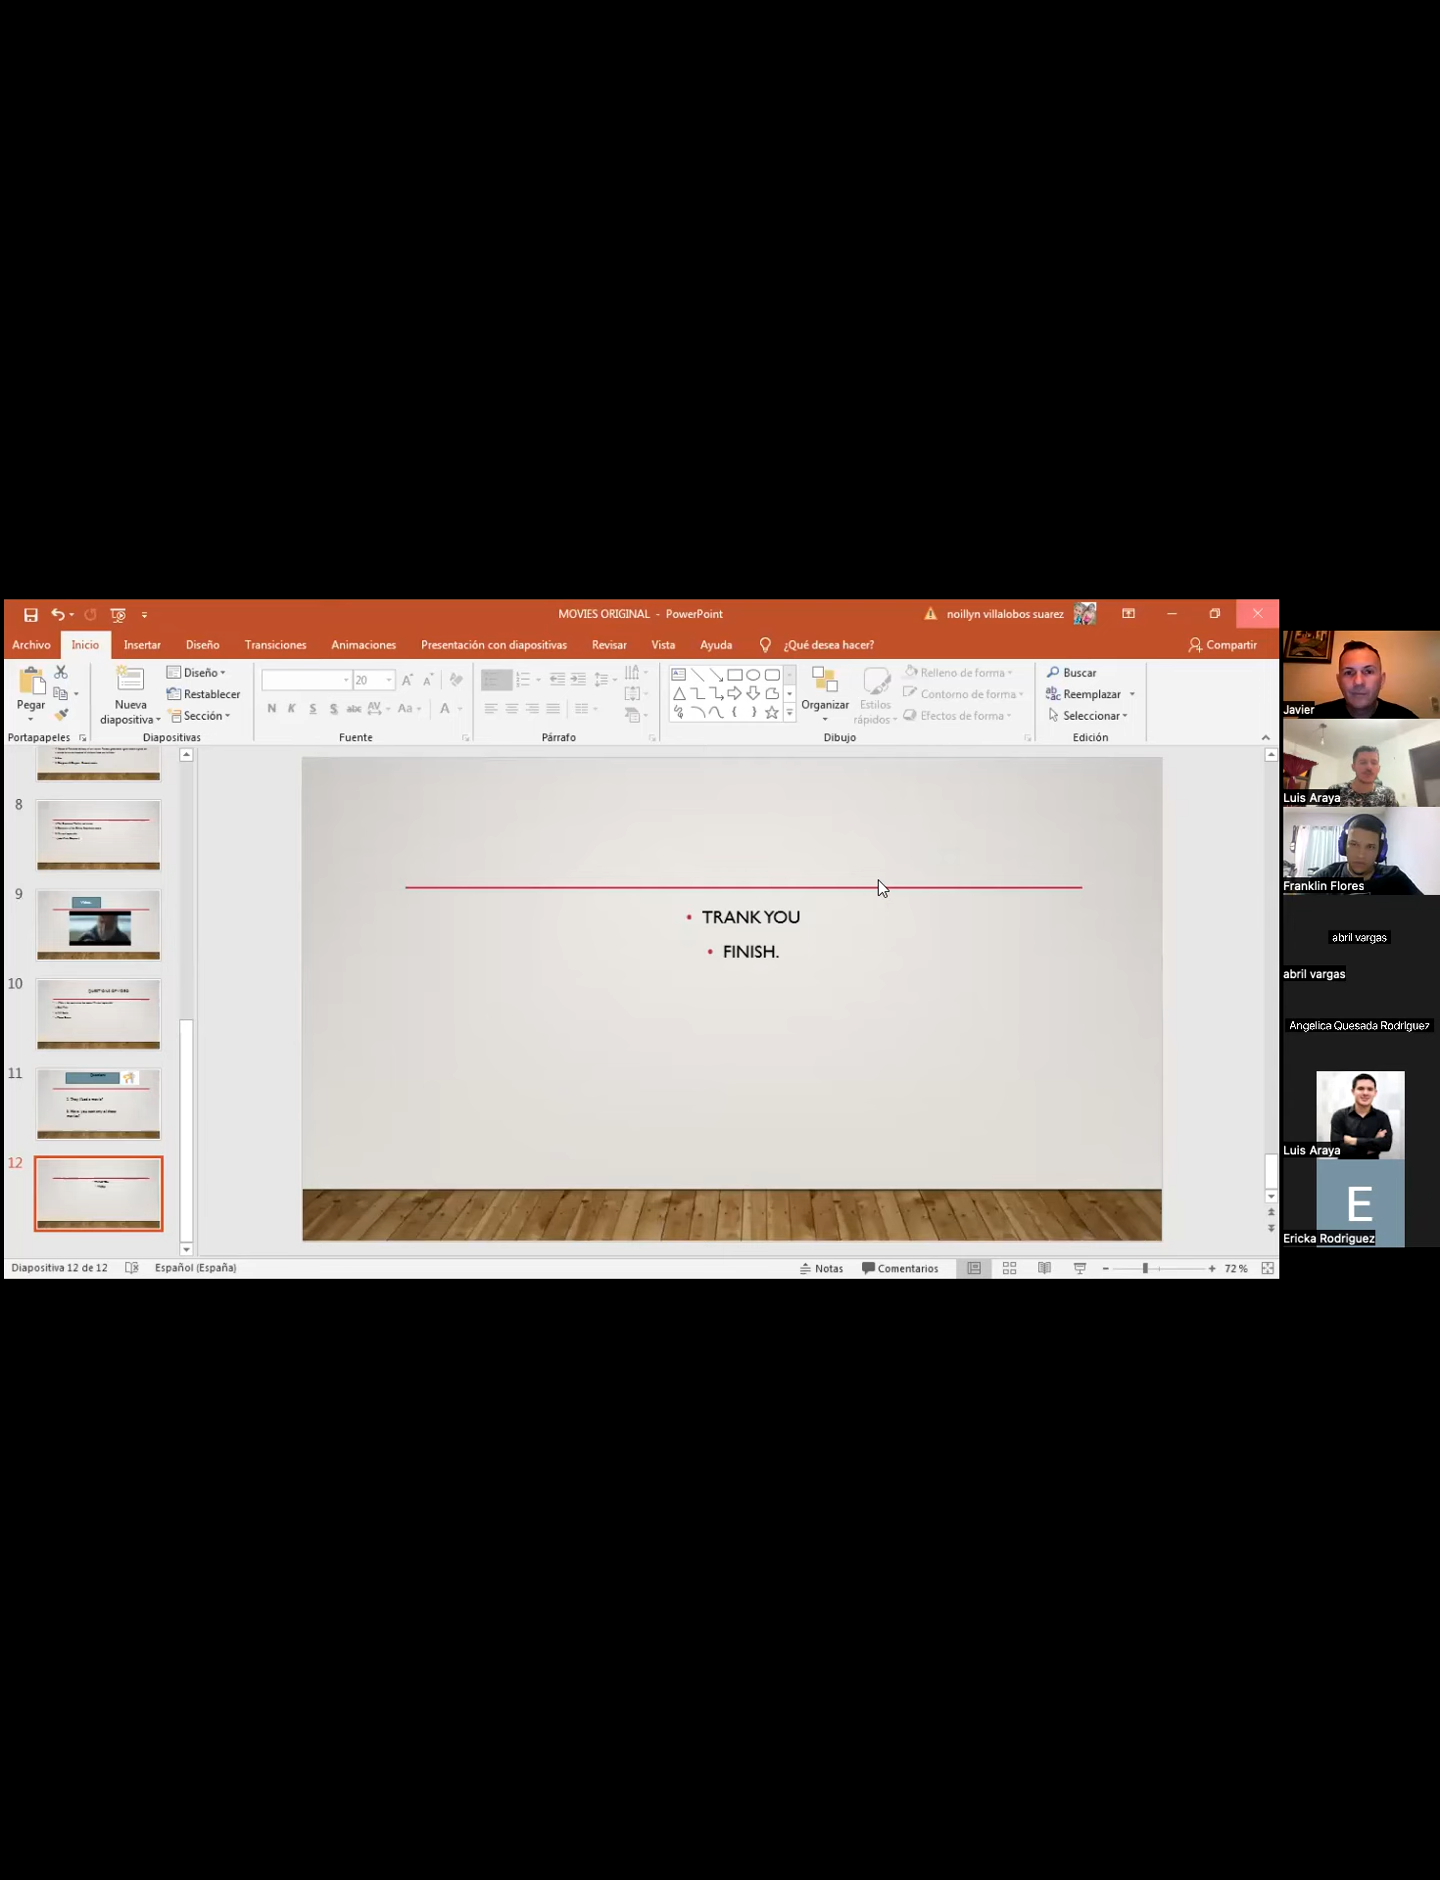 MOVIES ORIGINAL - PowerPoint
noillyn villalobos suarez
Archivo Inicio Insertar Diseño Transiciones Animaciones Presentación con diapositivas Revisar Vista Ayuda ¿Qué desea hacer? Compartir
Pegar
Nueva diapositiva
Diseño
Restablecer
Sección
20
N K S S abc AV Aa A
Organizar
Estilos rápidos
Relleno de forma
Contorno de forma
Efectos de forma
Buscar
Reemplazar
Seleccionar
Portapapeles Diapositivas Fuente Párrafo Dibujo Edición
8
9
10
11
12
• TRANK YOU
• FINISH.
Diapositiva 12 de 12 Español (España) Notas Comentarios 72 %
Javier
Luis Araya
Franklin Flores
abril vargas
abril vargas
Angelica Quesada Rodriguez
Luis Araya
E
Ericka Rodriguez